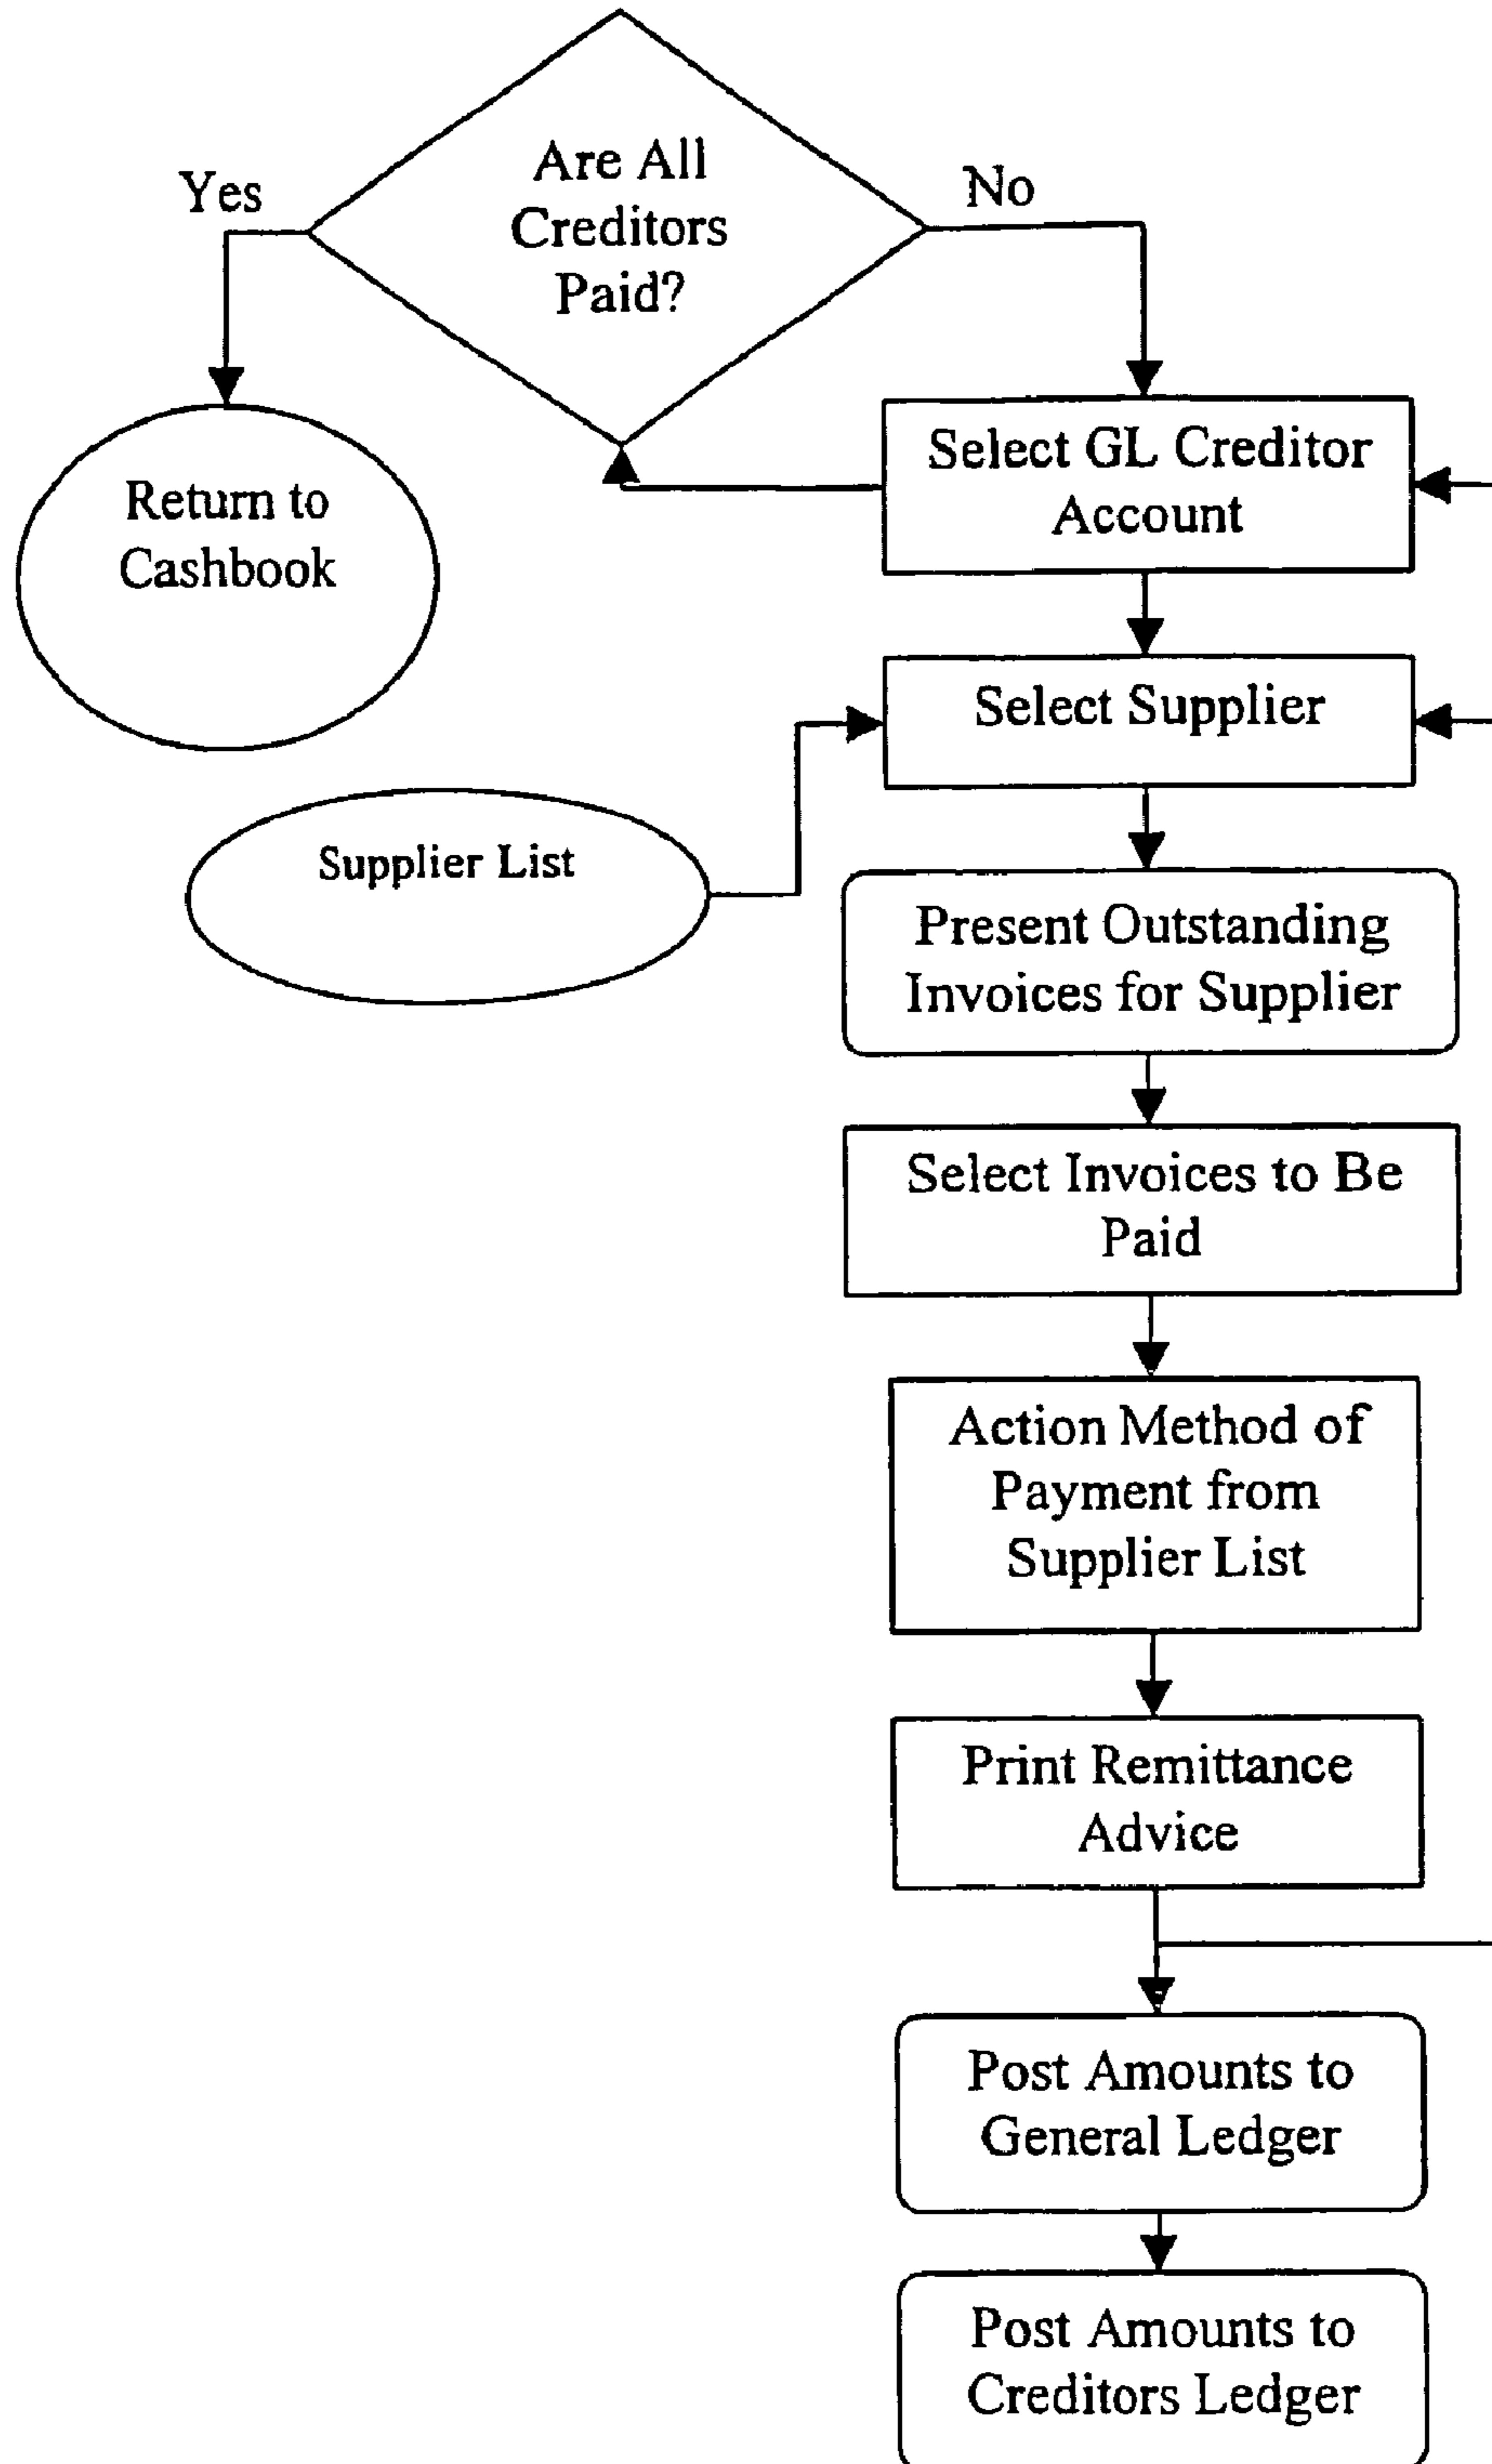 Are All
Creditors
Paid?
Yes
No
Select GL Creditor
Account
Return to
Cashbook
Select Supplier
Supplier List
Present Outstanding
Invoices for Supplier
Select Invoices to Be
Paid
Action Method of
Payment from
Supplier List
Print Remittance
Advice
Post Amounts to
General Ledger
Post Amounts to
Creditors Ledger